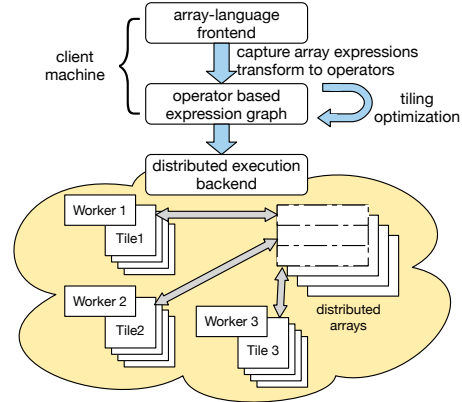 array-language
frontend
client
machine
capture array expressions
transform to operators
operator based
expression graph
tiling
optimization
distributed execution
backend
Worker 1
Tile1
Worker 2
Tile2
Worker 3
Tile 3
distributed
arrays